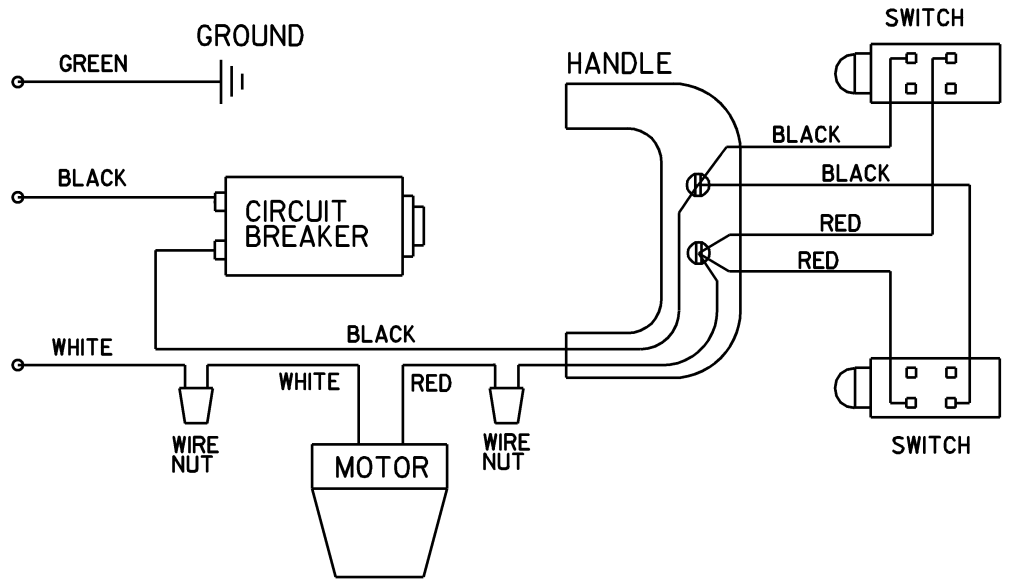 SWITCH
GROUND
HANDLE
GREEN
BLACK
BLACK
BLACK
CIRCUIT
BREAKER
RED
RED
BLACK
WHITE
WHITE
RED
WIRE
NUT
WIRE
NUT
SWITCH
MOTOR